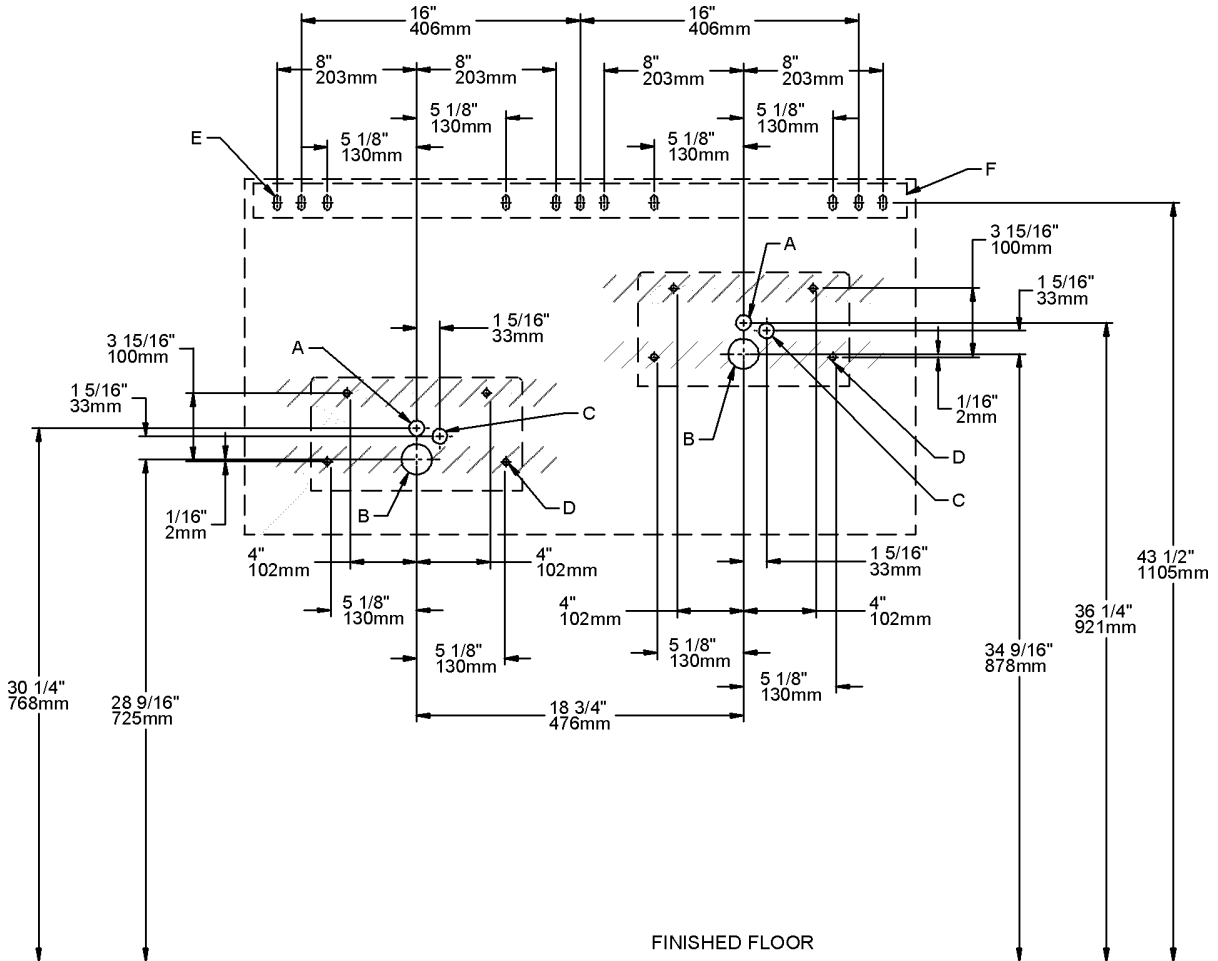 16"
406mm
16"
406mm
8"
203mm
8"
203mm
8"
203mm
8"
203mm
5 1/8"
130mm
5 1/8"
130mm
5 1/8"
130mm
5 1/8"
130mm
E
F
A
3 15/16"
100mm
1 5/16"
33mm
1 5/16"
33mm
A
3 15/16"
100mm
1 5/16"
33mm
C
B
1/16"
2mm
D
C
B
D
1/16"
2mm
4"
102mm
4"
102mm
1 5/16"
33mm
43 1/2"
1105mm
5 1/8"
130mm
4"
102mm
4"
102mm
36 1/4"
921mm
5 1/8"
130mm
5 1/8"
130mm
34 9/16"
878mm
5 1/8"
130mm
30 1/4"
768mm
28 9/16"
725mm
18 3/4"
476mm
FINISHED FLOOR